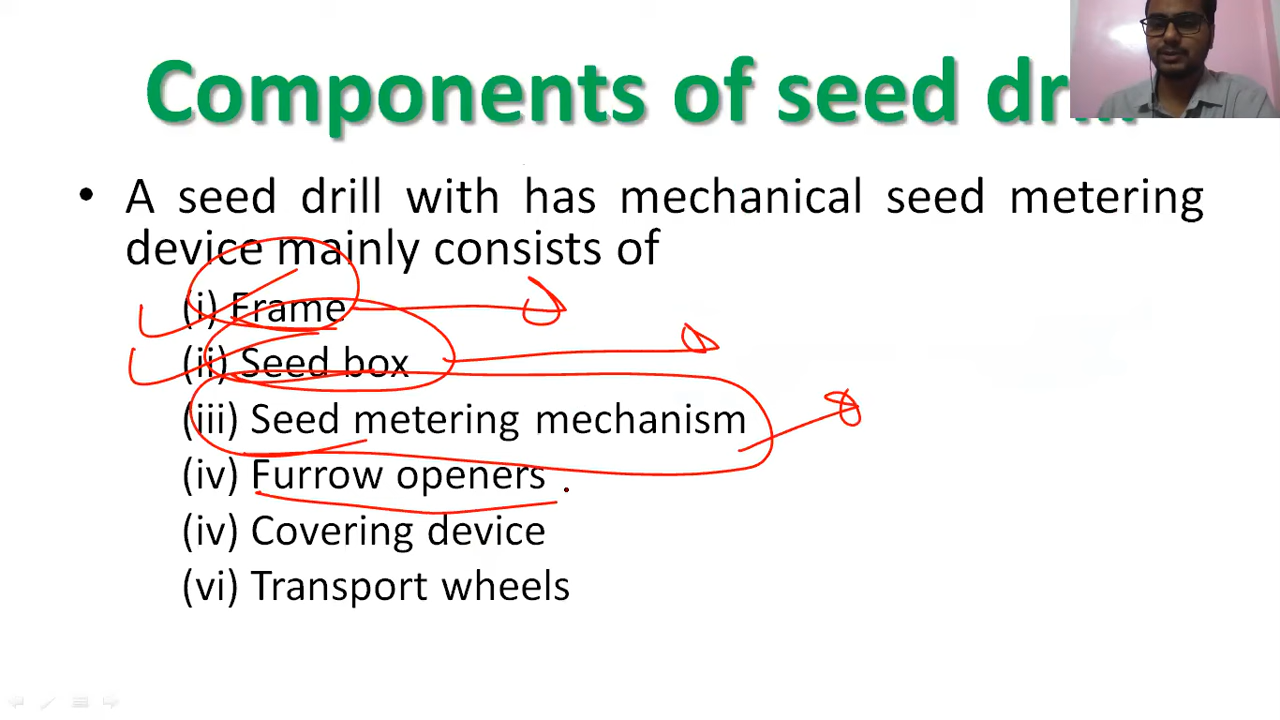 Components of seed
• A seed drill with has mechanical seed metering
device mainly consists of
(i) Frame
(ii) Seed box
(iii) Seed metering mechanism
(iv) Furrow openers
(iv) Covering device
(vi) Transport wheels